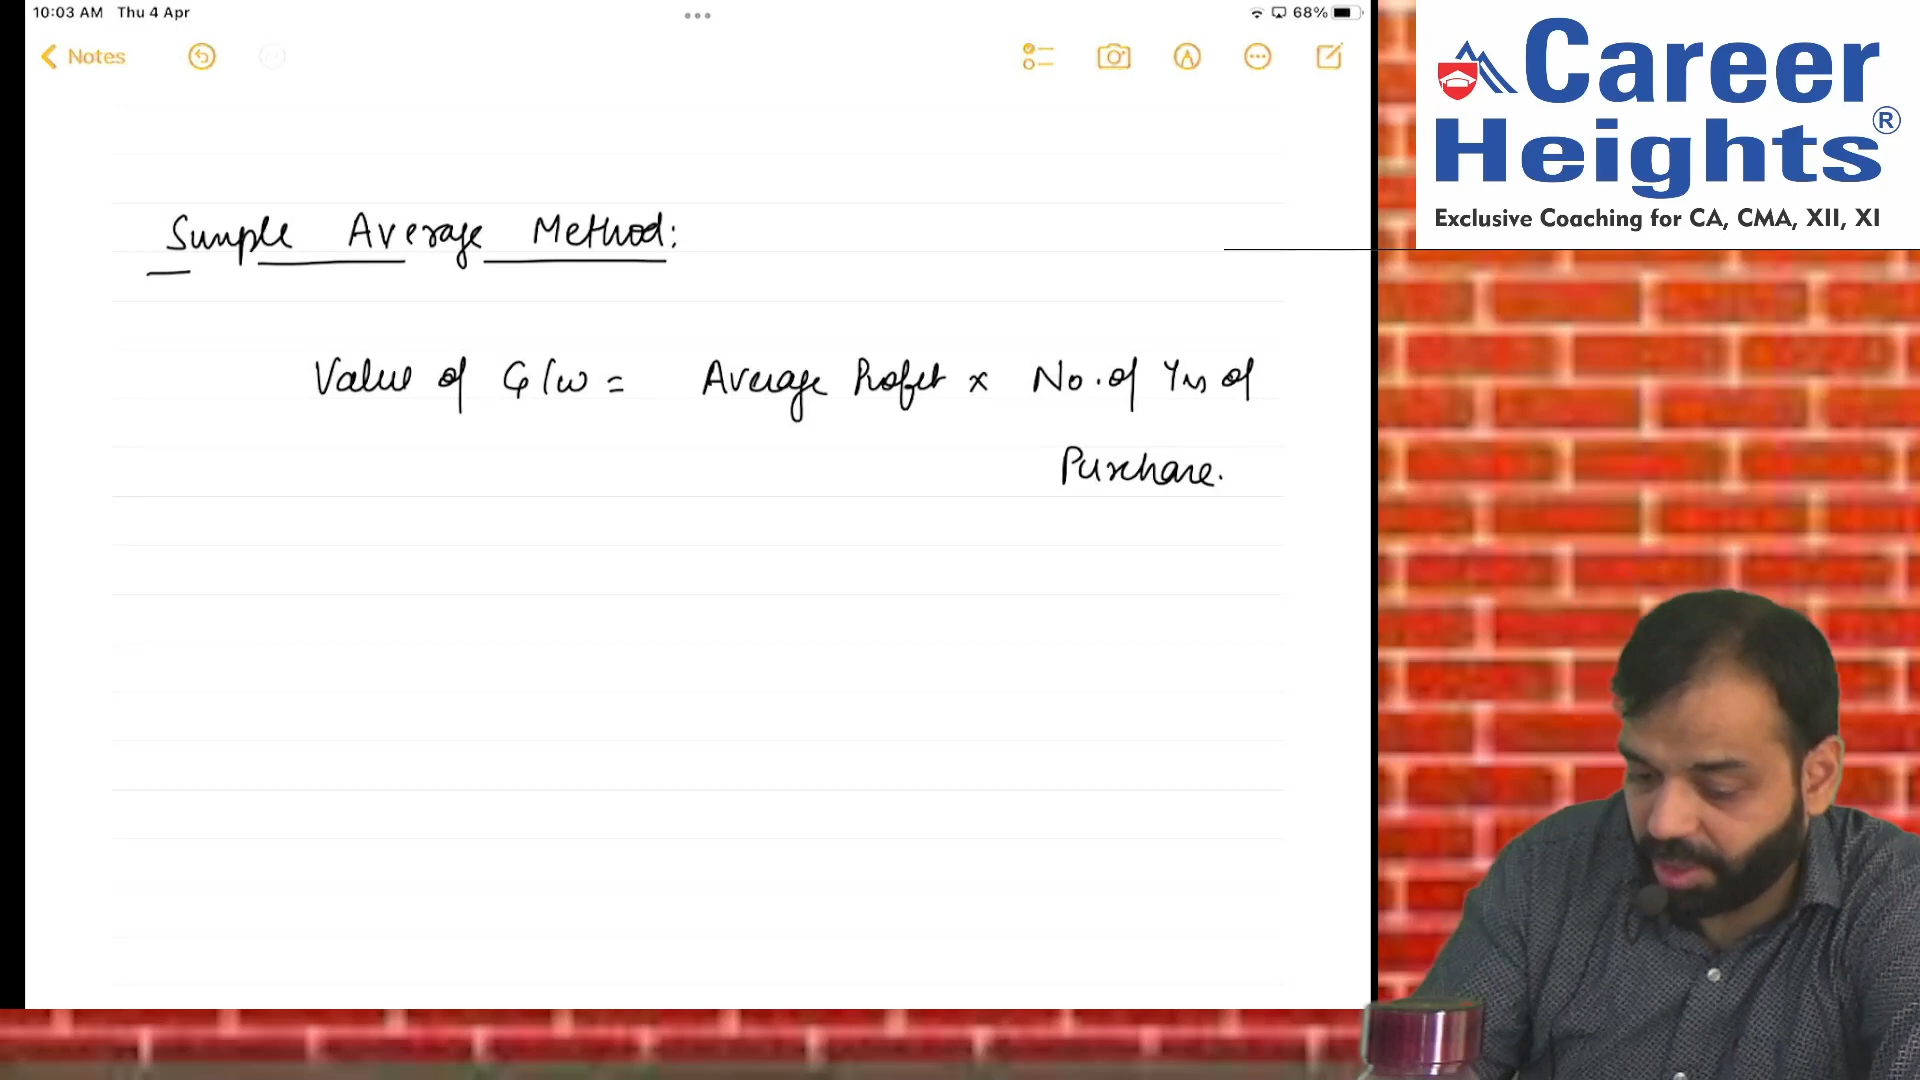 10:03 AM Thu 4 Apr
68%
Notes
Career
Heights®
Exclusive Coaching for CA, CMA, XII, XI
Simple Average Method:
Value of G/w = Average Profit × No. of Yrs of
Purchase.